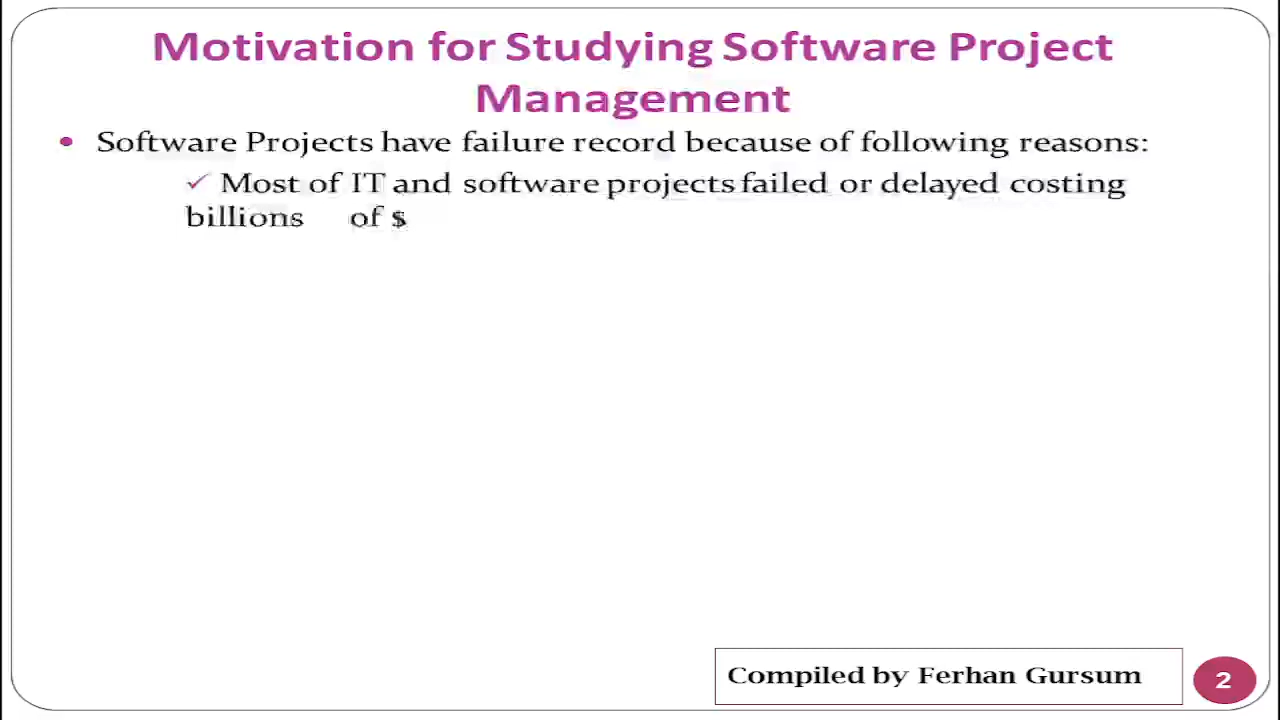 Motivation for Studying Software Project
Management
• Software Projects have failure record because of following reasons:
✓ Most of IT and software projects failed or delayed costing
billions of $
Compiled by Ferhan Gursum
2